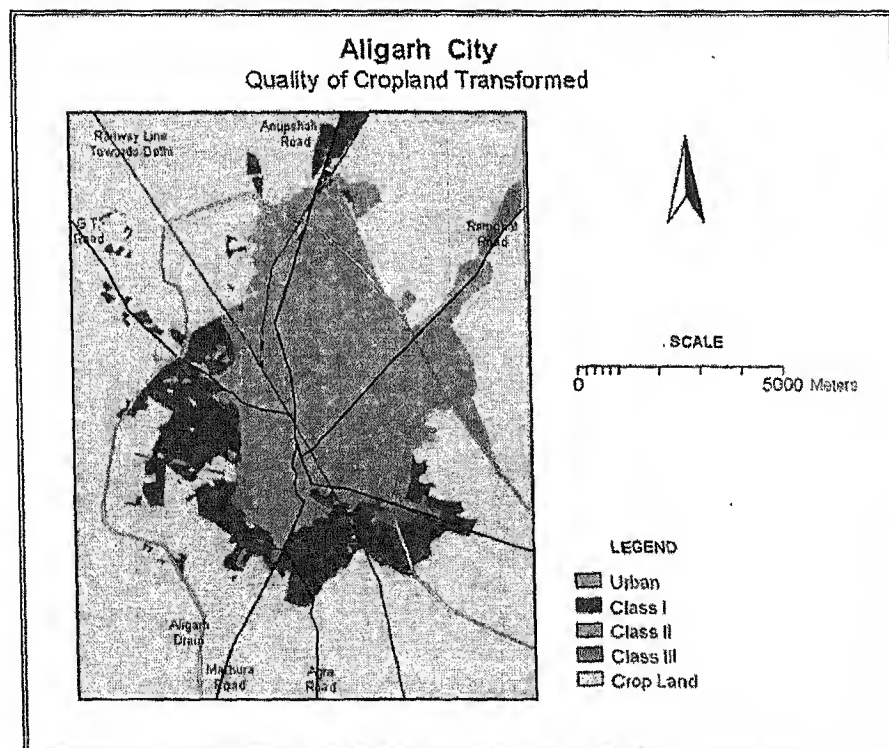 Aligarh City
Quality of Cropland Transformed
Railway Line
Towards Delhi
Anupshah
Road
G T
Road
Ramghat
Road
SCALE
0 5000 Meters
LEGEND
Urban
Class I
Class II
Class III
Crop Land
Aligarh
Drain
Mathura
Road
Agra
Road